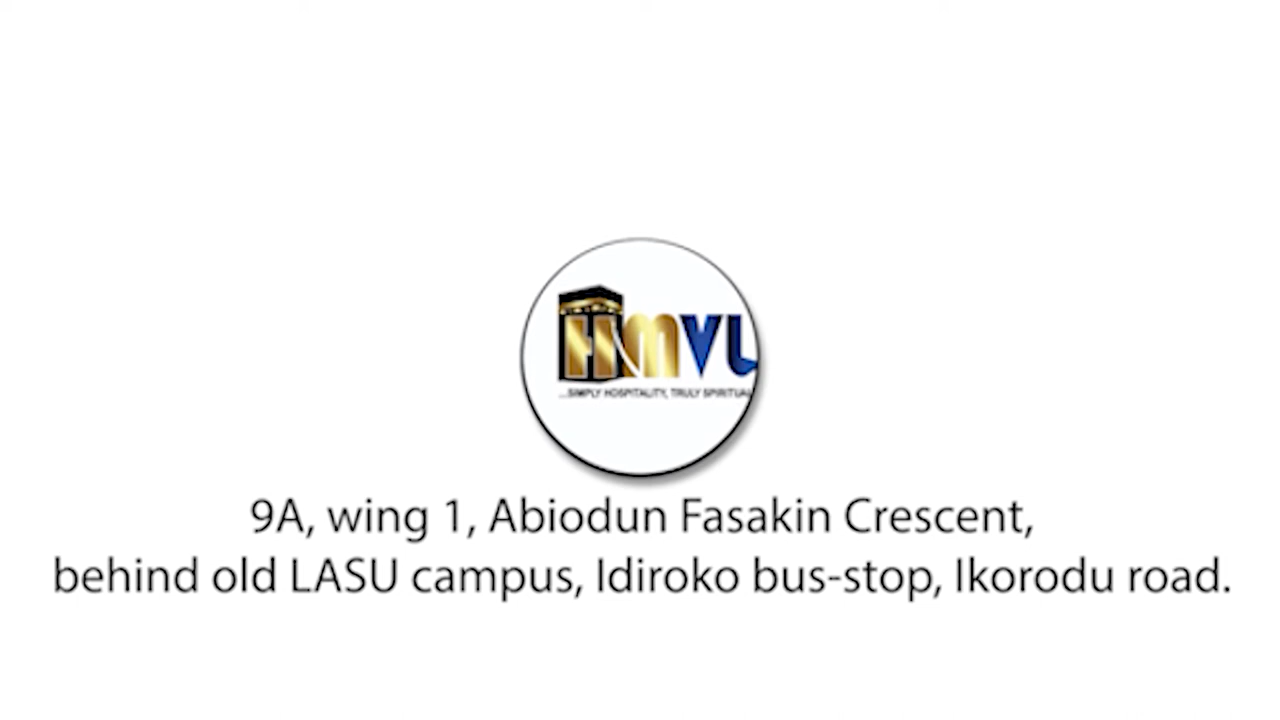 HMVL
...SIMPLY HOSPITALITY, TRULY SPIRITUAL
9A, wing 1, Abiodun Fasakin Crescent,
behind old LASU campus, Idiroko bus-stop, Ikorodu road.